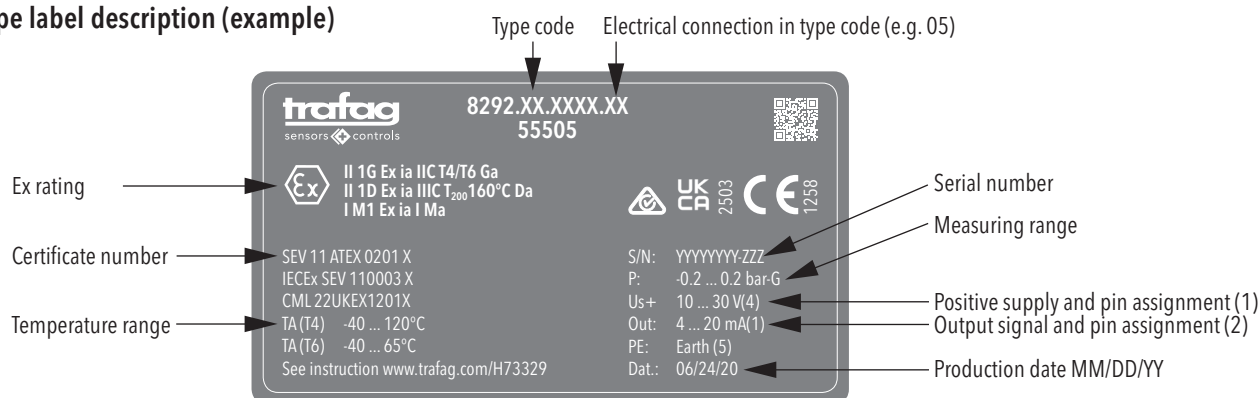 pe label description (example)
Type code
Electrical connection in type code (e.g. 05)
trafag
sensors controls
8292.XX.XXXX.XX
55505
Ex rating
Ex
II 1G Ex ia IIC T4/T6 Ga
II 1D Ex ia IIIC T200160°C Da
I M1 Ex ia I Ma
UK
CA
2503
CE
1258
Serial number
Measuring range
Certificate number
SEV 11 ATEX 0201 X
IECEx SEV 110003 X
CML 22UKEX1201X
Temperature range
TA (T4) -40 ... 120°C
TA (T6) -40 ... 65°C
See instruction www.trafag.com/H73329
S/N: YYYYYYYY-ZZZ
P: -0.2 ... 0.2 bar-G
Us+ 10 ... 30 V(4)
Out: 4 ... 20 mA(1)
PE: Earth (5)
Dat.: 06/24/20
Positive supply and pin assignment (1)
Output signal and pin assignment (2)
Production date MM/DD/YY